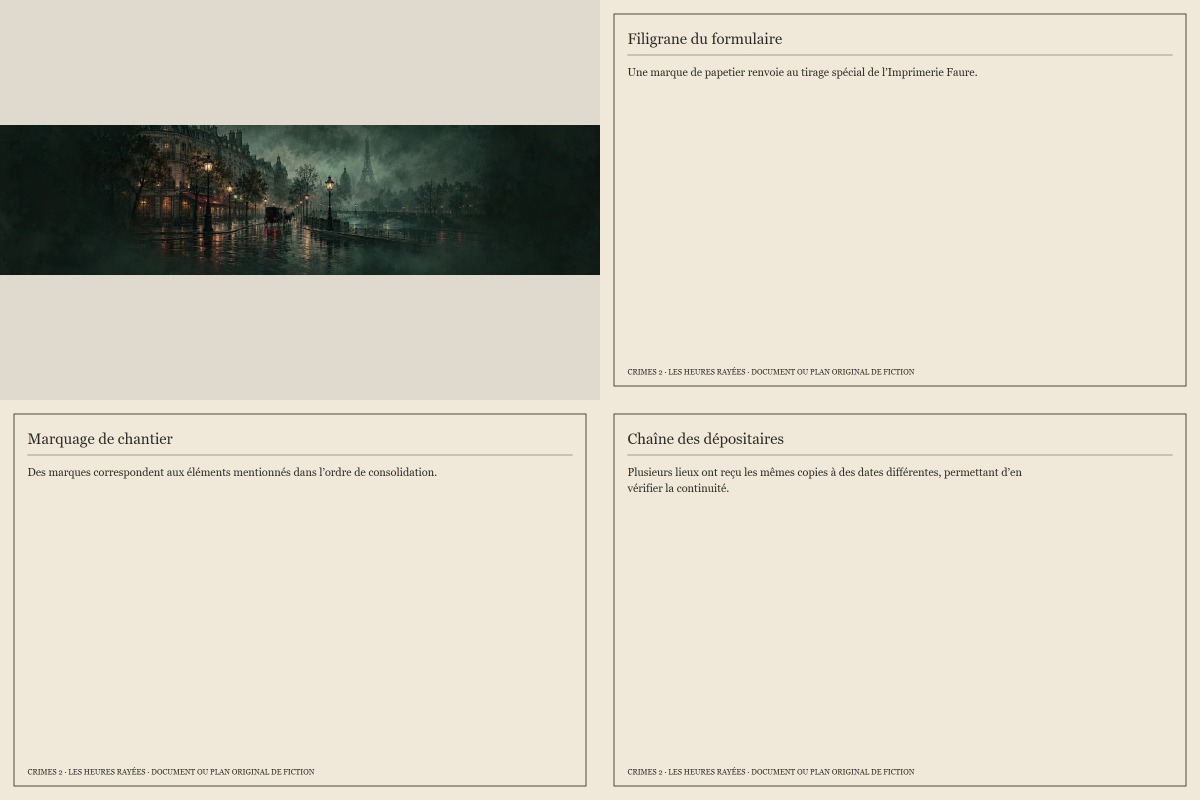 Filigrane du formulaire
Une marque de papetier renvoie au tirage spécial de l’Imprimerie Faure.
CRIMES 2 · LES HEURES RAYÉES · DOCUMENT OU PLAN ORIGINAL DE FICTION
Marquage de chantier
Des marques correspondent aux éléments mentionnés dans l’ordre de consolidation.
CRIMES 2 · LES HEURES RAYÉES · DOCUMENT OU PLAN ORIGINAL DE FICTION
Chaîne des dépositaires
Plusieurs lieux ont reçu les mêmes copies à des dates différentes, permettant d’en
vérifier la continuité.
CRIMES 2 · LES HEURES RAYÉES · DOCUMENT OU PLAN ORIGINAL DE FICTION